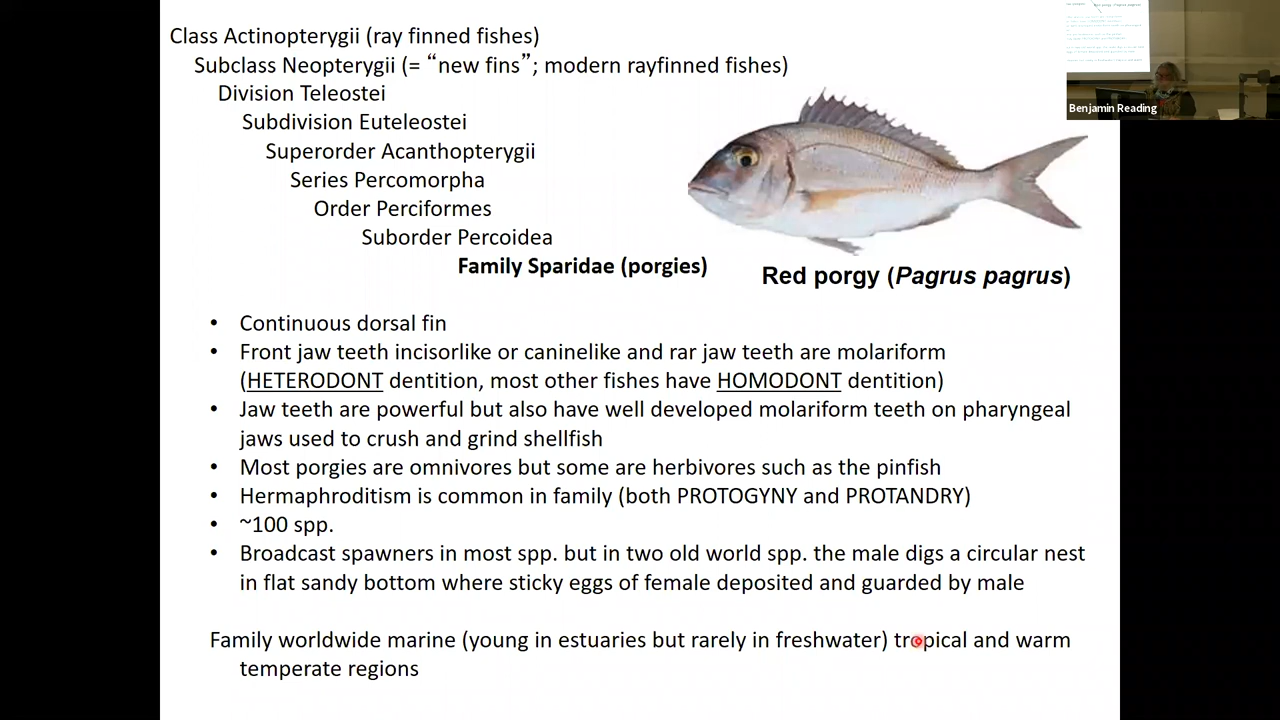 Class Actinopterygii (ray finned fishes)
Subclass Neopterygii (= “new fins”; modern rayfinned fishes)
Division Teleostei
Subdivision Euteleostei
Superorder Acanthopterygii
Series Percomorpha
Order Perciformes
Suborder Percoidea
Family Sparidae (porgies)
Benjamin Reading
Red porgy (Pagrus pagrus)
• Continuous dorsal fin
• Front jaw teeth incisorlike or caninelike and rar jaw teeth are molariform
(HETERODONT dentition, most other fishes have HOMODONT dentition)
• Jaw teeth are powerful but also have well developed molariform teeth on pharyngeal
jaws used to crush and grind shellfish
• Most porgies are omnivores but some are herbivores such as the pinfish
• Hermaphroditism is common in family (both PROTOGYNY and PROTANDRY)
• ~100 spp.
• Broadcast spawners in most spp. but in two old world spp. the male digs a circular nest
in flat sandy bottom where sticky eggs of female deposited and guarded by male
Family worldwide marine (young in estuaries but rarely in freshwater) tropical and warm
temperate regions